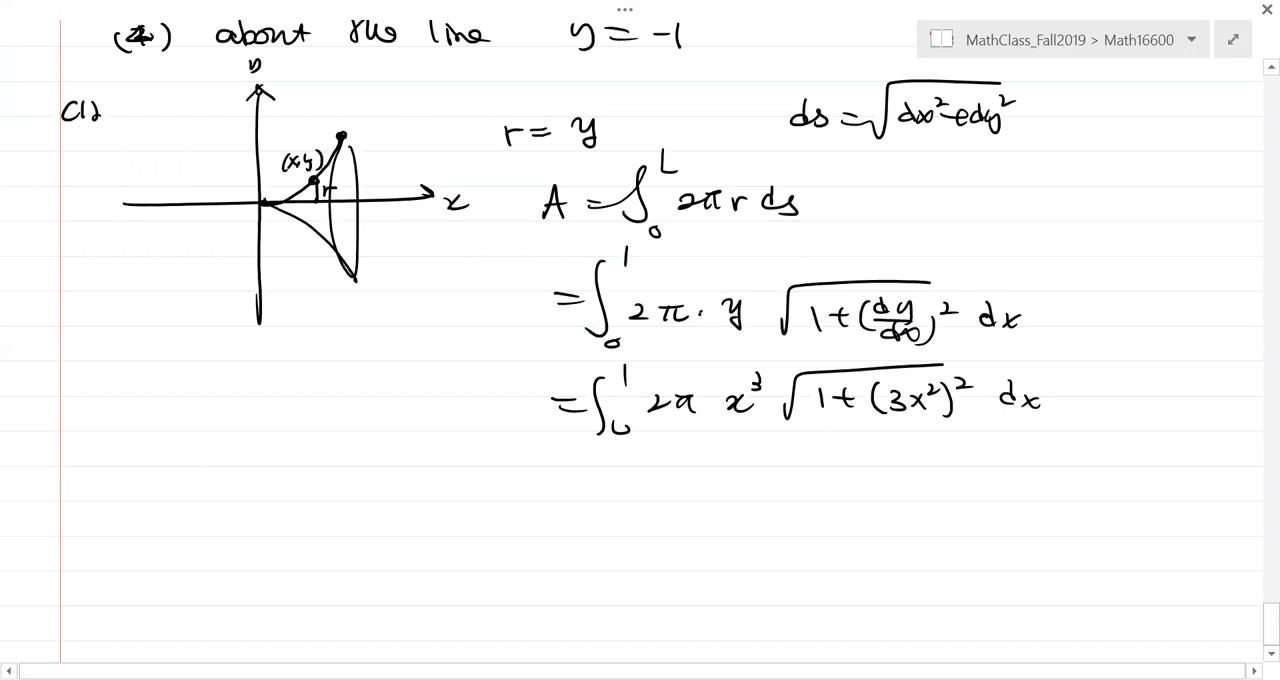 (4) about the line y = -1
MathClass_Fall2019 > Math16600
(1)
y
(x,y)
r
x
r = y
ds = √(dx²+dy²)
A = ∫₀ᴸ 2π r ds
= ∫₀¹ 2π · y √(1+(dy/dx)²) dx
= ∫₀¹ 2π x³ √(1+(3x²)²) dx